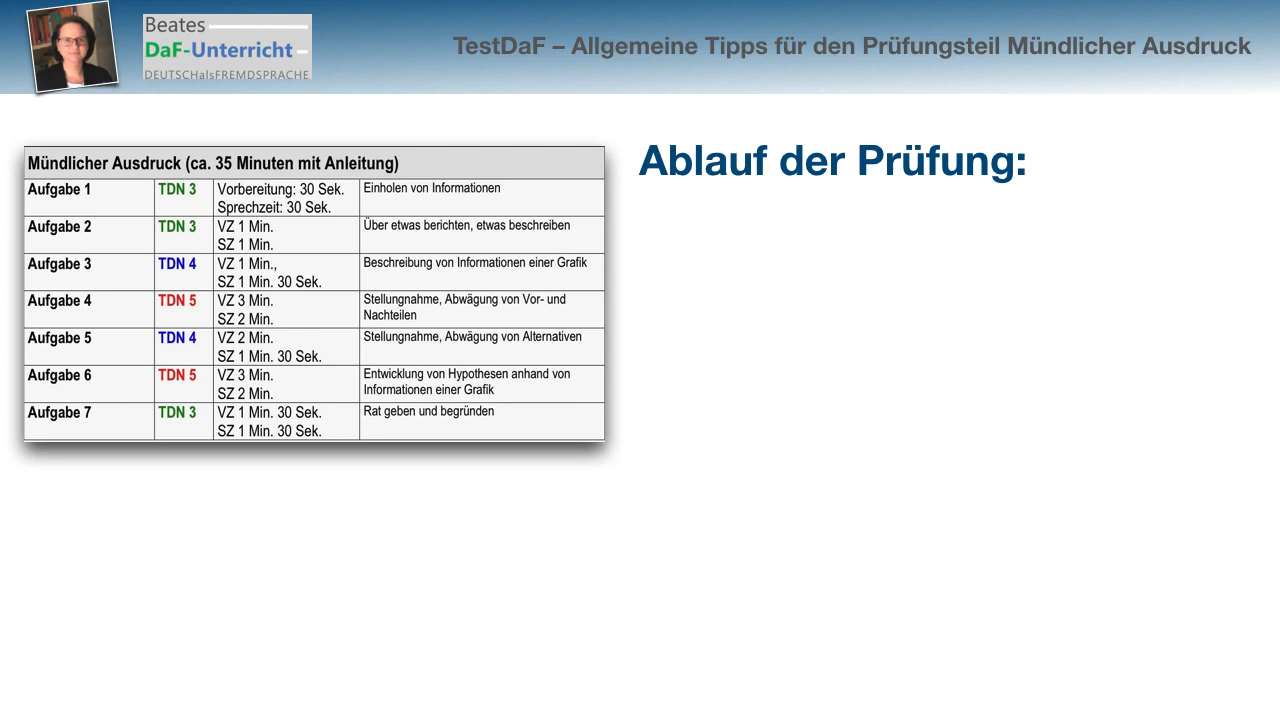 Beates
DaF-Unterricht
DEUTSCHalsFREMDSPRACHE
TestDaF – Allgemeine Tipps für den Prüfungsteil Mündlicher Ausdruck
Mündlicher Ausdruck (ca. 35 Minuten mit Anleitung)
Aufgabe 1 TDN 3 Vorbereitung: 30 Sek. Einholen von Informationen
Sprechzeit: 30 Sek.
Aufgabe 2 TDN 3 VZ 1 Min. Über etwas berichten, etwas beschreiben
SZ 1 Min.
Aufgabe 3 TDN 4 VZ 1 Min., Beschreibung von Informationen einer Grafik
SZ 1 Min. 30 Sek.
Aufgabe 4 TDN 5 VZ 3 Min. Stellungnahme, Abwägung von Vor- und
SZ 2 Min. Nachteilen
Aufgabe 5 TDN 4 VZ 2 Min. Stellungnahme, Abwägung von Alternativen
SZ 1 Min. 30 Sek.
Aufgabe 6 TDN 5 VZ 3 Min. Entwicklung von Hypothesen anhand von
SZ 2 Min. Informationen einer Grafik
Aufgabe 7 TDN 3 VZ 1 Min. 30 Sek. Rat geben und begründen
SZ 1 Min. 30 Sek.
Ablauf der Prüfung: